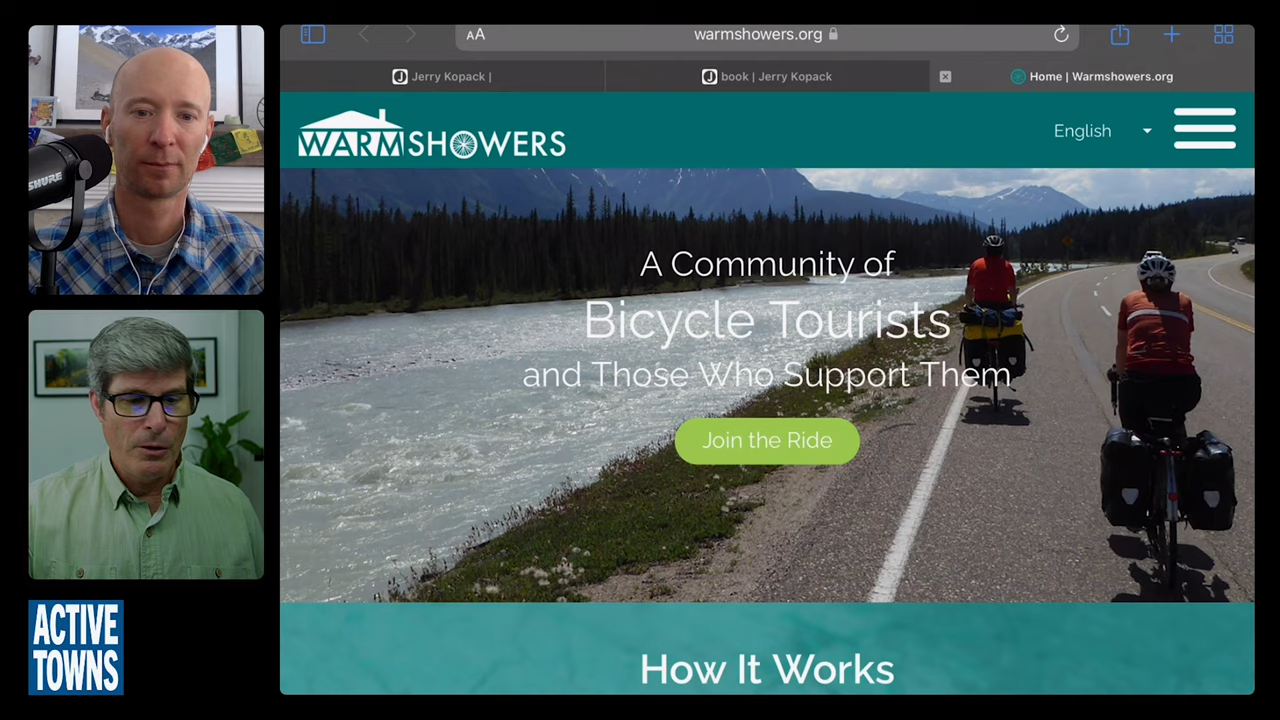 SHURE
ACTIVE
TOWNS
AA
warmshowers.org
Jerry Kopack |
book | Jerry Kopack
Home | Warmshowers.org
WARMSHOWERS
English
A Community of
Bicycle Tourists
and Those Who Support Them
Join the Ride
How It Works